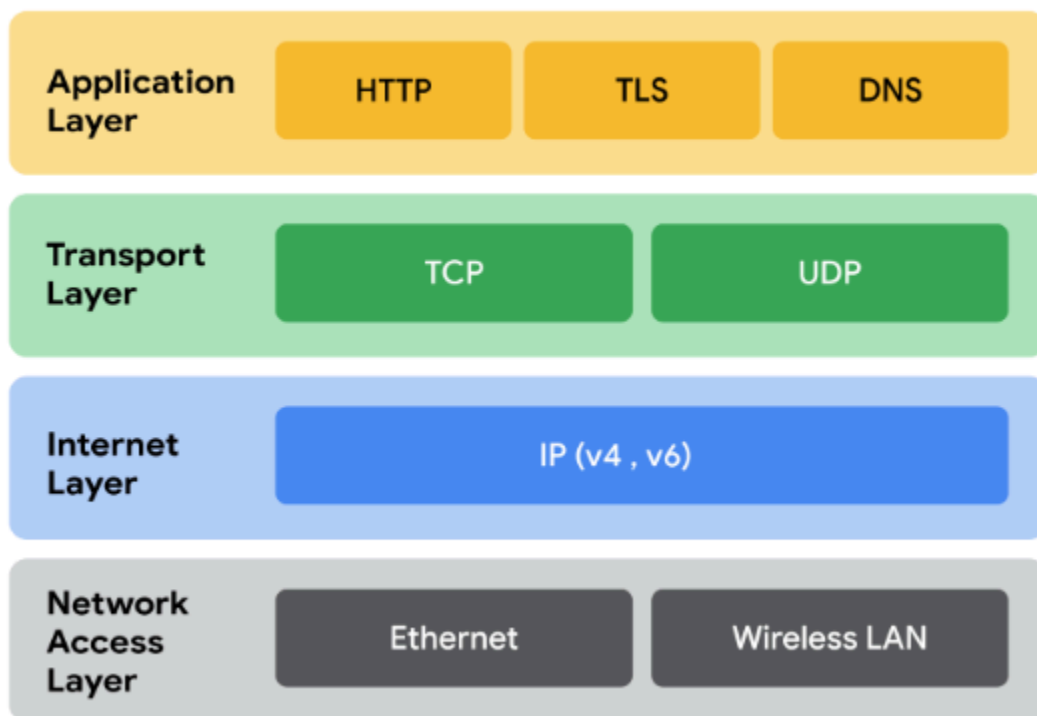 Application
Layer
HTTP
TLS
DNS
Transport
Layer
TCP
UDP
Internet
Layer
IP (v4 , v6)
Network
Access
Layer
Ethernet
Wireless LAN